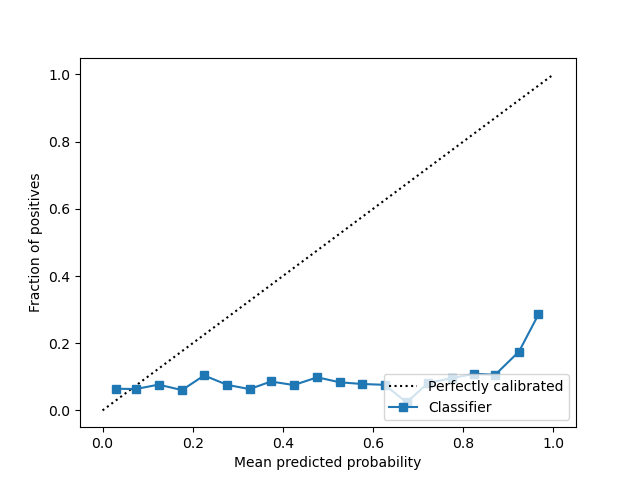 1.0
0.8
0.6
0.4
0.2
0.0
Fraction of positives
0.0 0.2 0.4 0.6 0.8 1.0
Mean predicted probability
Perfectly calibrated
Classifier